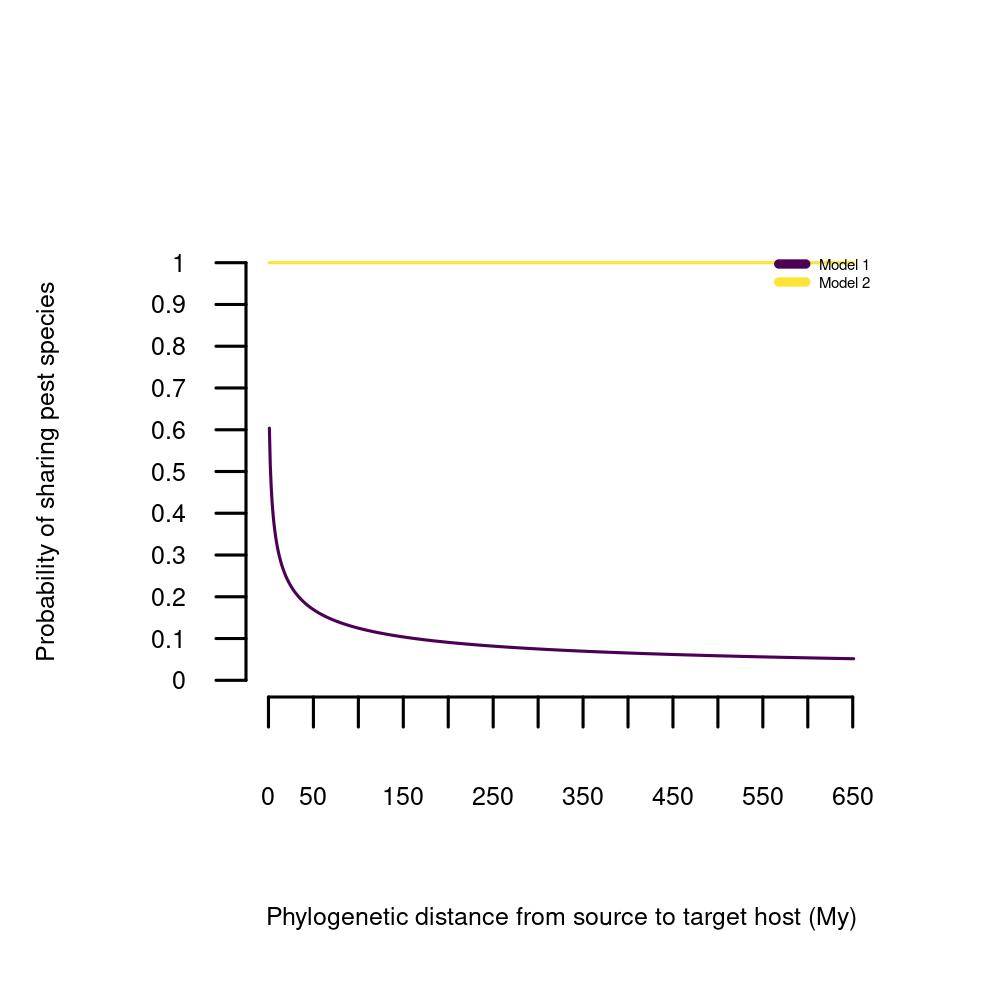 Probability of sharing pest species
1
0.9
0.8
0.7
0.6
0.5
0.4
0.3
0.2
0.1
0
Model 1
Model 2
0 50 150 250 350 450 550 650
Phylogenetic distance from source to target host (My)